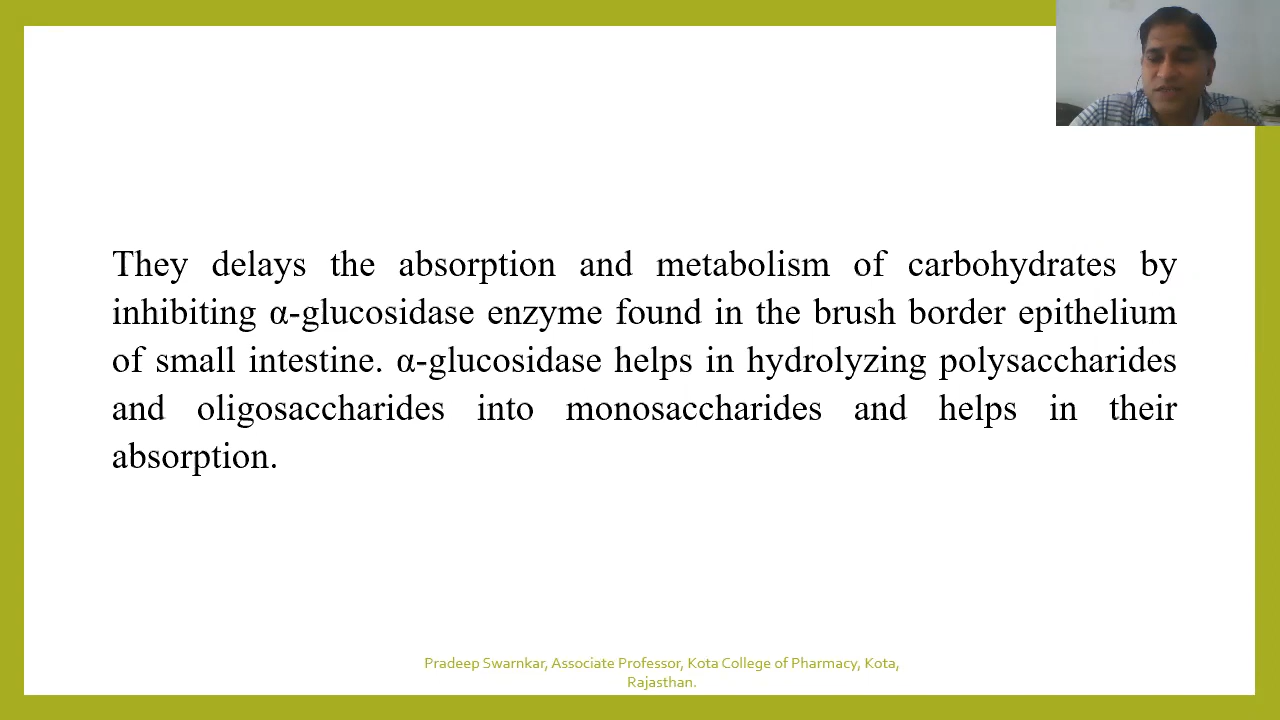 They delays the absorption and metabolism of carbohydrates by
inhibiting α-glucosidase enzyme found in the brush border epithelium
of small intestine. α-glucosidase helps in hydrolyzing polysaccharides
and oligosaccharides into monosaccharides and helps in their
absorption.
Pradeep Swarnkar, Associate Professor, Kota College of Pharmacy, Kota,
Rajasthan.